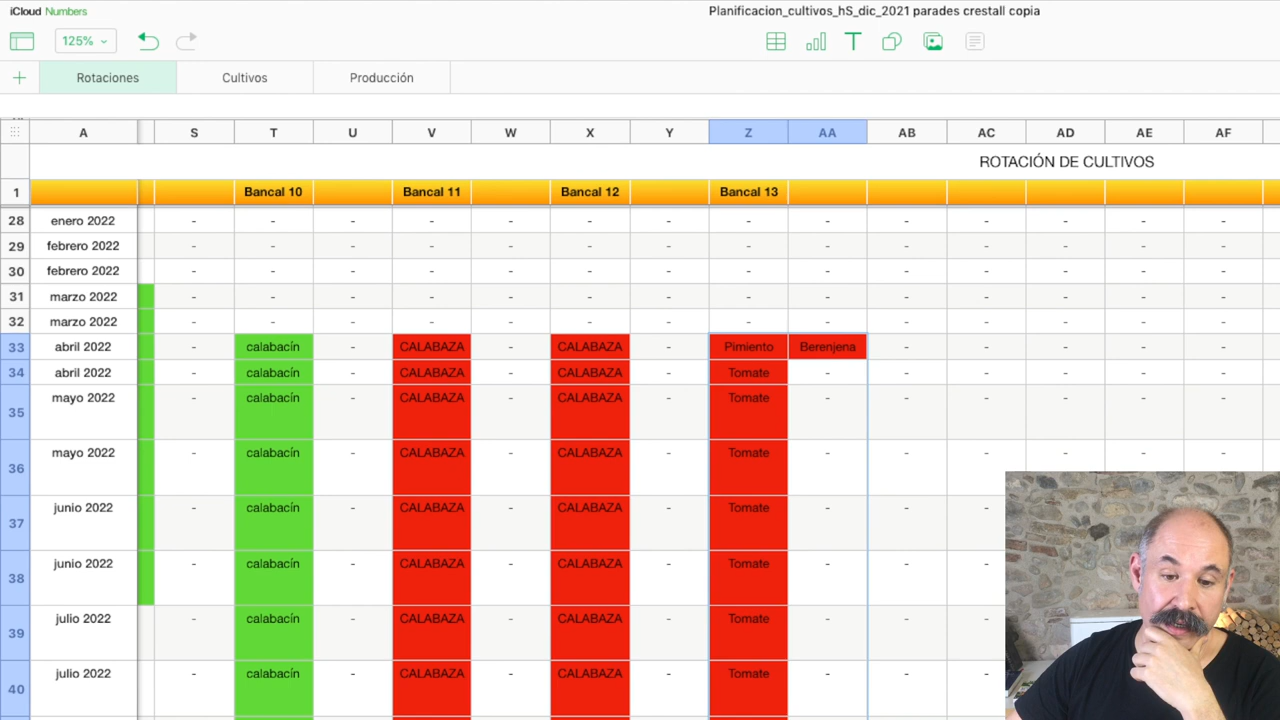 iCloud Numbers
Planificacion_cultivos_hS_dic_2021 parades crestall copia
125%
Rotaciones Cultivos Producción
A S T U V W X Y Z AA AB AC AD AE AF
ROTACIÓN DE CULTIVOS
1 Bancal 10 Bancal 11 Bancal 12 Bancal 13
28 enero 2022 - - - - - - - - - - - - - -
29 febrero 2022 - - - - - - - - - - - - - -
30 febrero 2022 - - - - - - - - - - - - - -
31 marzo 2022 - - - - - - - - - - - - - -
32 marzo 2022 - - - - - - - - - - - - - -
33 abril 2022 - calabacín - CALABAZA - CALABAZA - Pimiento Berenjena - - - - -
34 abril 2022 - calabacín - CALABAZA - CALABAZA - Tomate - - - - - -
35 mayo 2022 - calabacín - CALABAZA - CALABAZA - Tomate - - - - - -
36 mayo 2022 - calabacín - CALABAZA - CALABAZA - Tomate - - - - - -
37 junio 2022 - calabacín - CALABAZA - CALABAZA - Tomate - - -
38 junio 2022 - calabacín - CALABAZA - CALABAZA - Tomate - - -
39 julio 2022 - calabacín - CALABAZA - CALABAZA - Tomate - - -
40 julio 2022 - calabacín - CALABAZA - CALABAZA - Tomate - - -